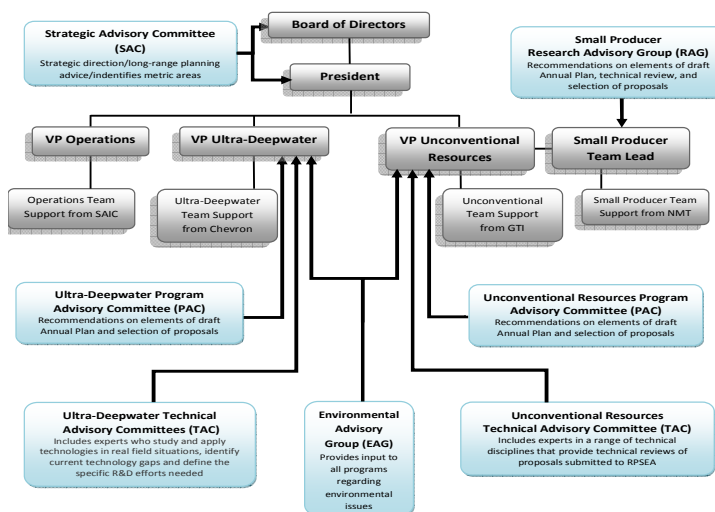 Strategic Advisory Committee
(SAC)
Strategic direction/long-range planning
advice/indentifies metric areas
Board of Directors
President
Small Producer
Research Advisory Group (RAG)
Recommendations on elements of draft
Annual Plan, technical review, and
selection of proposals
VP Operations
VP Ultra-Deepwater
VP Unconventional
Resources
Small Producer
Team Lead
Operations Team
Support from SAIC
Ultra-Deepwater
Team Support
from Chevron
Unconventional
Team Support
from GTI
Small Producer Team
Support from NMT
Ultra-Deepwater Program
Advisory Committee (PAC)
Recommendations on elements of draft
Annual Plan and selection of proposals
Unconventional Resources Program
Advisory Committee (PAC)
Recommendations on elements of draft
Annual Plan and selection of proposals
Ultra-Deepwater Technical
Advisory Committees (TAC)
Includes experts who study and apply
technologies in real field situations, identify
current technology gaps and define the
specific R&D efforts needed
Environmental
Advisory
Group (EAG)
Provides input to
all programs
regarding
environmental
issues
Unconventional Resources
Technical Advisory Committee (TAC)
Includes experts in a range of technical
disciplines that provide technical reviews of
proposals submitted to RPSEA